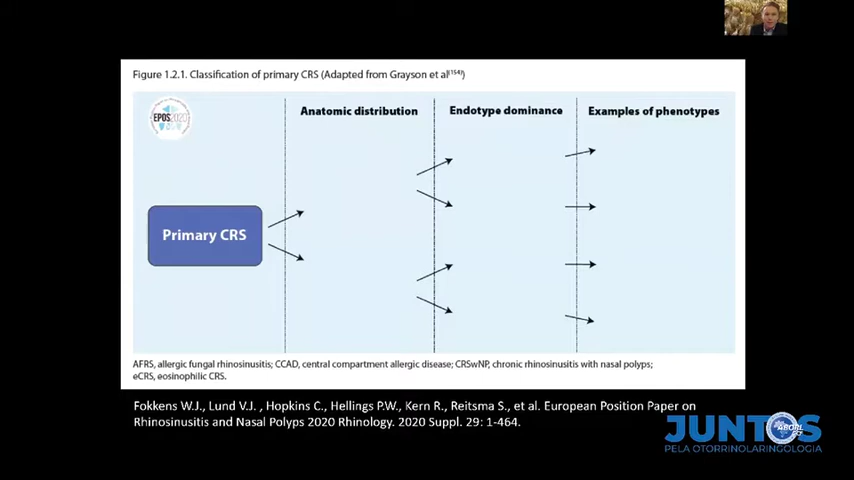 Figure 1.2.1. Classification of primary CRS (Adapted from Grayson et al(154))
EPOS2020
Anatomic distribution
Endotype dominance
Examples of phenotypes
Primary CRS
AFRS, allergic fungal rhinosinusitis; CCAD, central compartment allergic disease; CRSwNP, chronic rhinosinusitis with nasal polyps;
eCRS, eosinophilic CRS.
Fokkens W.J., Lund V.J. , Hopkins C., Hellings P.W., Kern R., Reitsma S., et al. European Position Paper on
Rhinosinusitis and Nasal Polyps 2020 Rhinology. 2020 Suppl. 29: 1-464.
JUNTOS
PELA OTORRINOLARINGOLOGIA